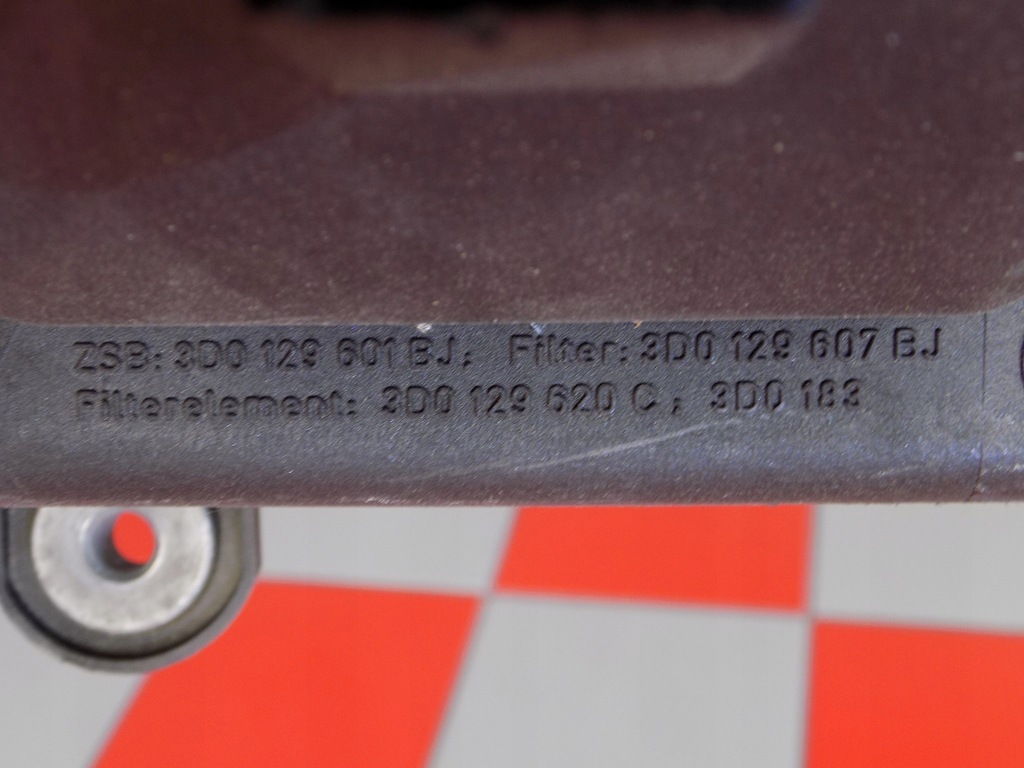 ZSB: 3D0 129 601 BJ; Filter: 3D0 129 607 BJ
Filterelement: 3D0 129 620 C; 3D0 183